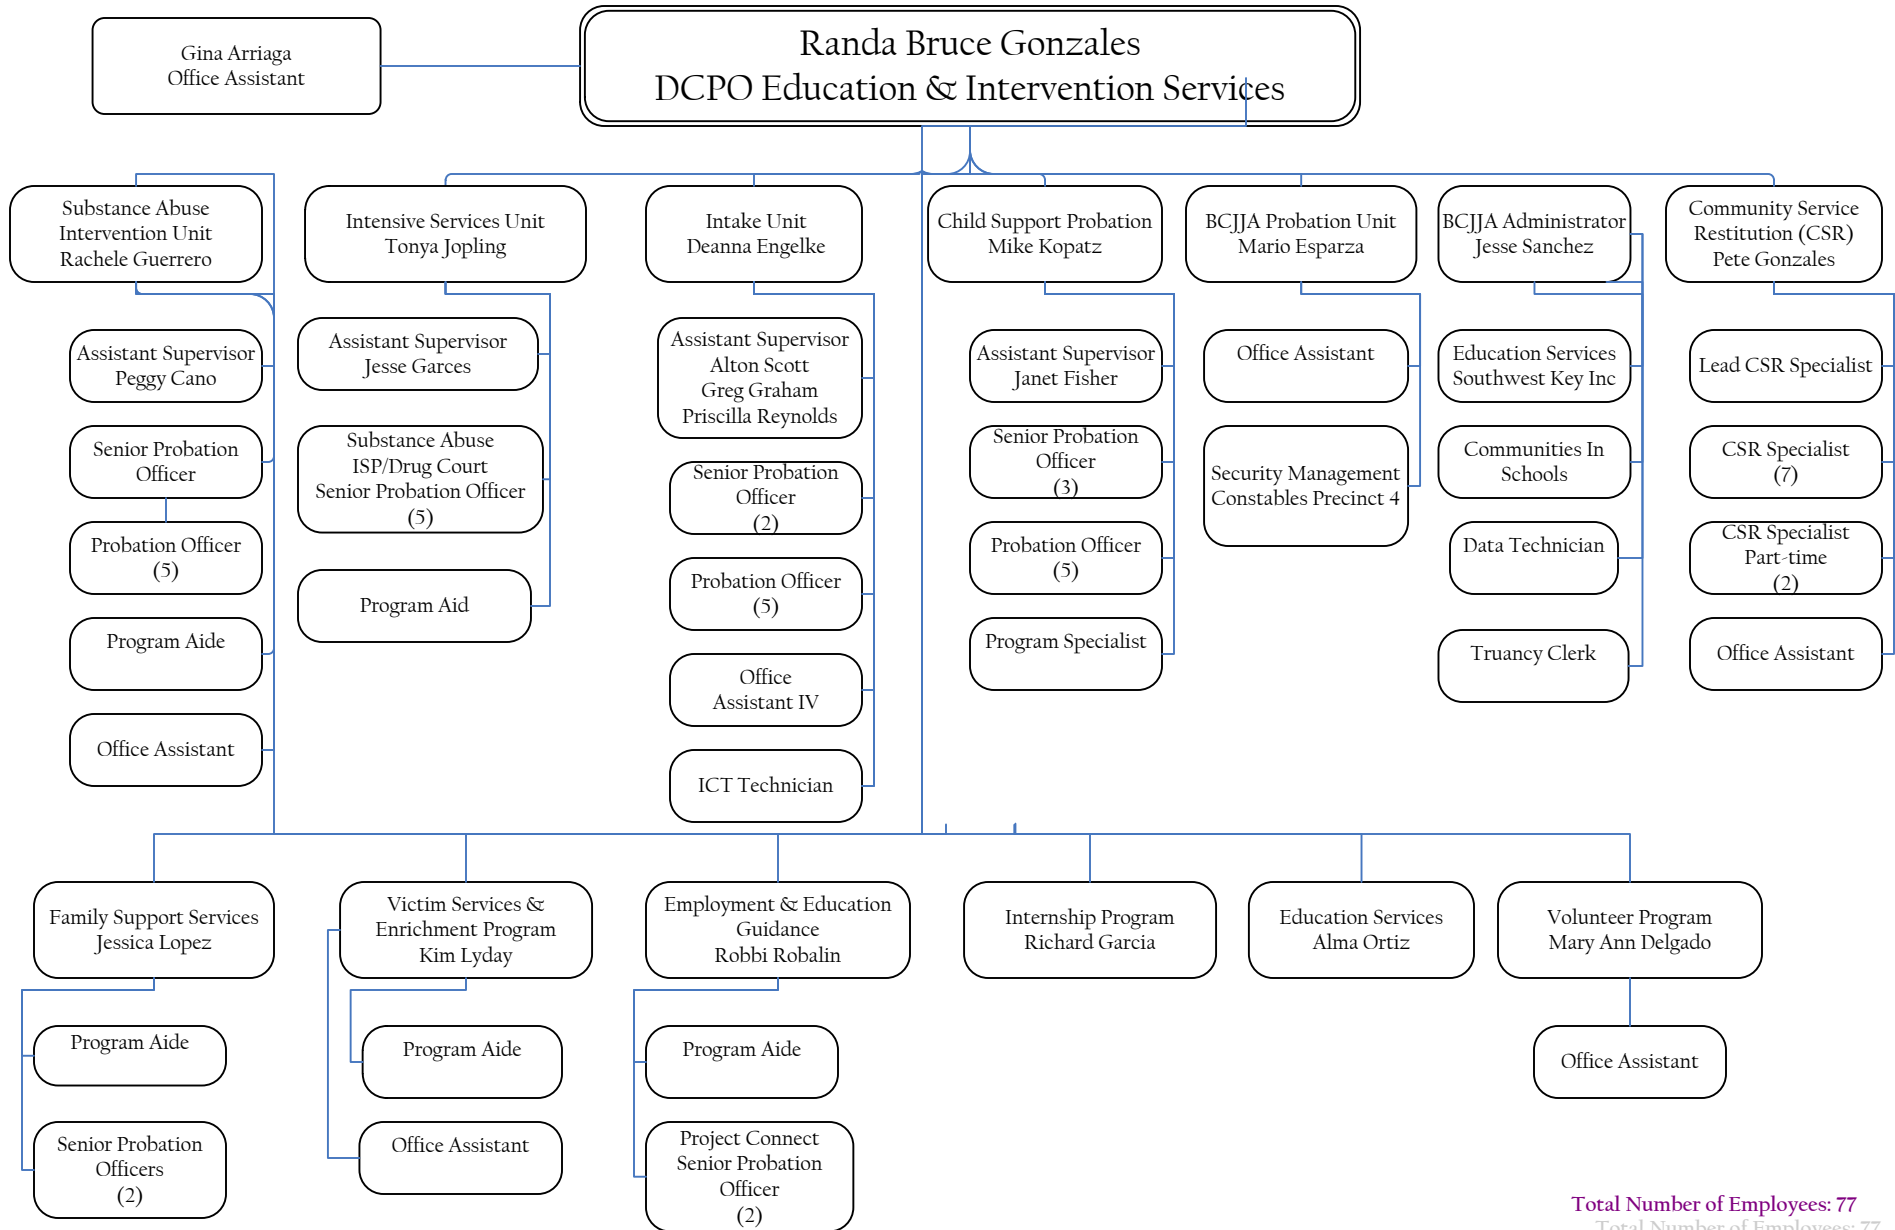 Gina Arriaga
Office Assistant
Randa Bruce Gonzales
DCPO Education & Intervention Services
Substance Abuse
Intervention Unit
Rachele Guerrero
Intensive Services Unit
Tonya Jopling
Intake Unit
Deanna Engelke
Child Support Probation
Mike Kopatz
BCJJA Probation Unit
Mario Esparza
BCJJA Administrator
Jesse Sanchez
Community Service
Restitution (CSR)
Pete Gonzales
Assistant Supervisor
Peggy Cano
Senior Probation
Officer
Probation Officer
(5)
Program Aide
Office Assistant
Assistant Supervisor
Jesse Garces
Substance Abuse
ISP/Drug Court
Senior Probation Officer
(5)
Program Aid
Assistant Supervisor
Alton Scott
Greg Graham
Priscilla Reynolds
Senior Probation
Officer
(2)
Probation Officer
(5)
Office
Assistant IV
ICT Technician
Assistant Supervisor
Janet Fisher
Senior Probation
Officer
(3)
Probation Officer
(5)
Program Specialist
Office Assistant
Security Management
Constables Precinct 4
Education Services
Southwest Key Inc
Communities In
Schools
Data Technician
Truancy Clerk
Lead CSR Specialist
CSR Specialist
(7)
CSR Specialist
Part-time
(2)
Office Assistant
Family Support Services
Jessica Lopez
Victim Services &
Enrichment Program
Kim Lyday
Employment & Education
Guidance
Robbi Robalin
Internship Program
Richard Garcia
Education Services
Alma Ortiz
Volunteer Program
Mary Ann Delgado
Program Aide
Senior Probation
Officers
(2)
Program Aide
Office Assistant
Program Aide
Project Connect
Senior Probation
Officer
(2)
Office Assistant
Total Number of Employees: 77
Total Number of Employees: 77